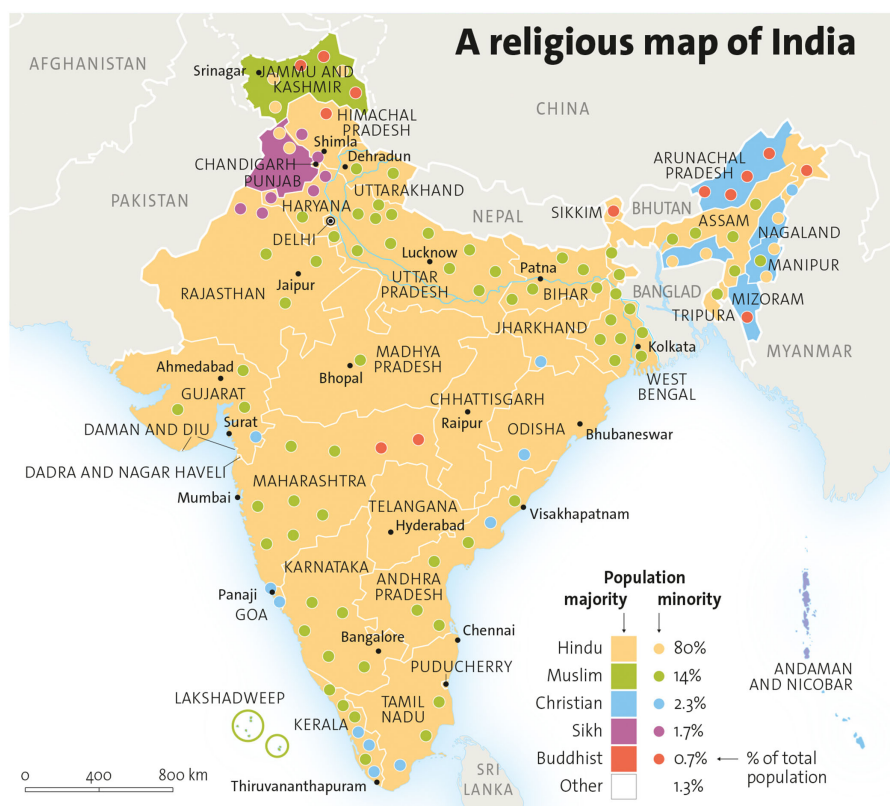 A religious map of India
AFGHANISTAN
Srinagar
JAMMU AND
KASHMIR
CHINA
HIMACHAL
PRADESH
Shimla
Dehradun
CHANDIGARH
PUNJAB
ARUNACHAL
PRADESH
PAKISTAN
UTTARAKHAND
HARYANA
NEPAL
SIKKIM
BHUTAN
ASSAM
NAGALAND
DELHI
Lucknow
Patna
MANIPUR
Jaipur
UTTAR
PRADESH
BIHAR
BANGLAD
RAJASTHAN
MIZORAM
TRIPURA
JHARKHAND
Kolkata
MYANMAR
Ahmedabad
MADHYA
PRADESH
Bhopal
WEST
BENGAL
GUJARAT
CHHATTISGARH
Raipur
Surat
DAMAN AND DIU
ODISHA
Bhubaneswar
DADRA AND NAGAR HAVELI
MAHARASHTRA
Mumbai
TELANGANA
Hyderabad
Visakhapatnam
KARNATAKA
ANDHRA
PRADESH
Panaji
GOA
Bangalore
Chennai
PUDUCHERRY
LAKSHADWEEP
KERALA
TAMIL
NADU
Thiruvananthapuram
SRI
LANKA
ANDAMAN
AND NICOBAR
Population
majority minority
Hindu 80%
Muslim 14%
Christian 2.3%
Sikh 1.7%
Buddhist 0.7% % of total
population
Other 1.3%
0 400 800 km